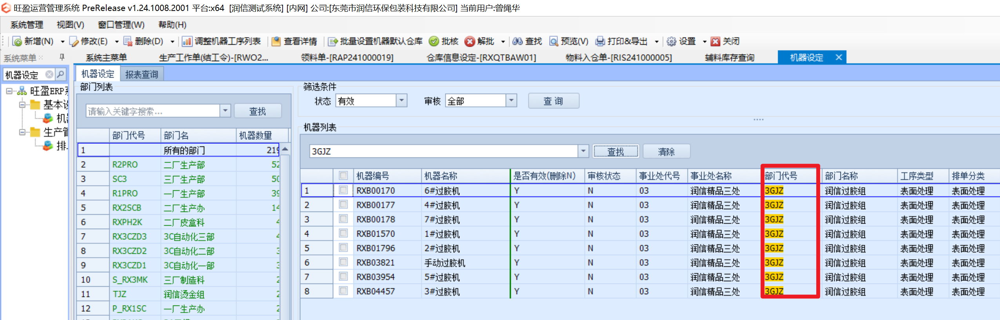 旺盈运营管理系统 PreRelease v1.24.1008.2001 平台:x64 [润信测试系统] [内网] 公司:[东莞市润信环保包装科技有限公司] 当前用户:曾绳华
系统管理 视图(V) 窗口管理(W) 帮助(H)
新增(N) 修改(E) 删除(D) 调整机器工序列表 查看详情 批量设置机器默认仓库 批核 解批 查找 预览(V) 打印&导出 设置 关闭
系统菜单 系统主菜单 生产工作单(结工令)-[RWO2... 领料单-[RAP241000019] 仓库信息设定-[RXQTBAW01] 物料入仓单-[RIS241000005] 辅料库存查询 机器设定
机器设定
旺盈ERP系
基本设
机器
生产管
排
机器设定 报表查询
部门列表
请输入关键字搜索... 查找
部门代号 部门名 机器数量
1 所有的部门 219
2 R2PRO 二厂生产部 52
3 SC3 三厂生产部 50
4 R1PRO 一厂生产部 39
5 RX2SCB 二厂生产办 14
6 RXPH2K 二厂皮盒科 4
7 RX3CZD3 3C自动化三部 4
8 RX3CZD2 3C自动化二部 3
9 RX3CZD1 3C自动化一部 3
10 S_RX3MK 三厂制造科 2
11 TJZ 润信烫金组 2
12 P_RX1SC 一厂生产办 2
筛选条件
状态 有效 审核 全部 查 询
机器列表
3GJZ 查找 清除
机器编号 机器名称 是否有效(删除N) 审核状态 事业处代号 事业处名称 部门代号 部门名称 工序类型 排单分类
1 RXB00170 6#过胶机 Y N 03 润信精品三处 3GJZ 润信过胶组 表面处理 表面处理
2 RXB00177 4#过胶机 Y N 03 润信精品三处 3GJZ 润信过胶组 表面处理 表面处理
3 RXB00178 7#过胶机 Y N 03 润信精品三处 3GJZ 润信过胶组 表面处理 表面处理
4 RXB01570 1#过胶机 Y N 03 润信精品三处 3GJZ 润信过胶组 表面处理 表面处理
5 RXB01796 2#过胶机 Y N 03 润信精品三处 3GJZ 润信过胶组 表面处理 表面处理
6 RXB03821 手动过胶机 Y N 03 润信精品三处 3GJZ 润信过胶组 表面处理 表面处理
7 RXB03954 5#过胶机 Y N 03 润信精品三处 3GJZ 润信过胶组 表面处理 表面处理
8 RXB04457 3#过胶机 Y N 03 润信精品三处 3GJZ 润信过胶组 表面处理 表面处理